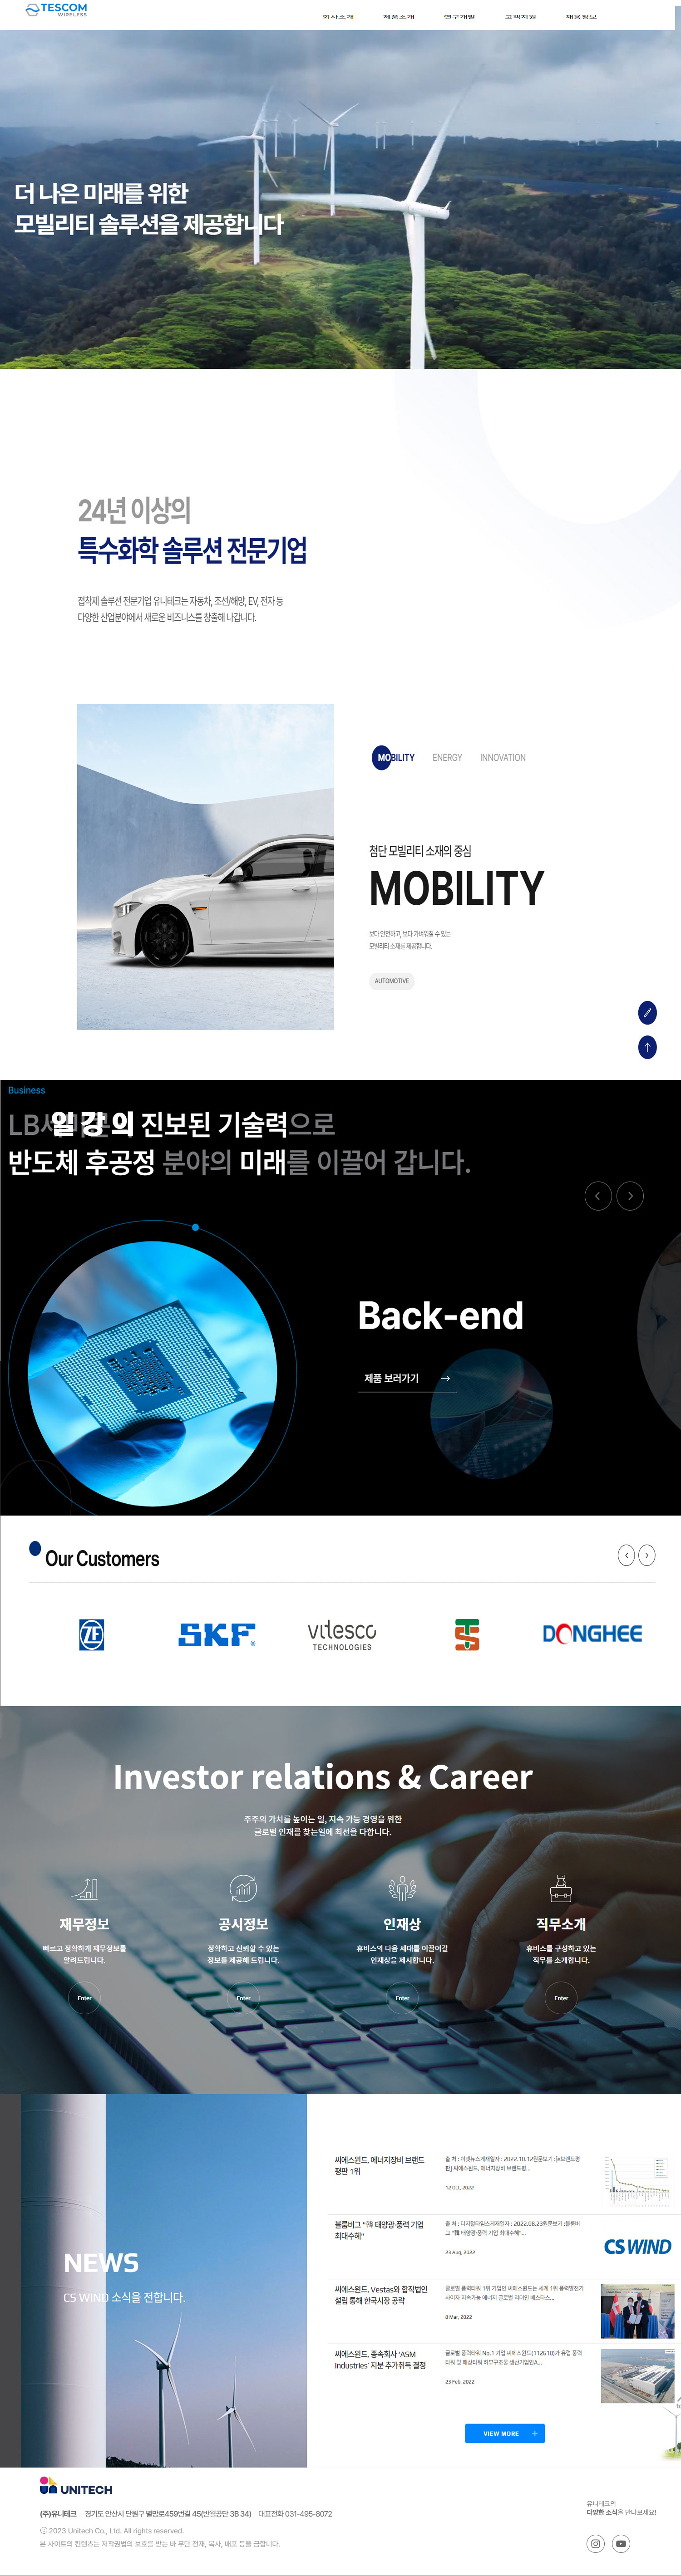 TESCOM
WIRELESS
회사소개 제품소개 연구개발 고객지원 채용정보
더 나은 미래를 위한
모빌리티 솔루션을 제공합니다
24년 이상의
특수화학 솔루션 전문기업
접착제 솔루션 전문기업 유니테크는 자동차, 조선/해양, EV, 전자 등
다양한 산업분야에서 새로운 비즈니스를 창출해 나갑니다.
MOBILITY ENERGY INNOVATION
첨단 모빌리티 소재의 중심
MOBILITY
보다 안전하고, 보다 가벼워질 수 있는
모빌리티 소재를 제공합니다.
AUTOMOTIVE
Business
일강의 진보된 기술력으로
반도체 후공정 분야의 미래를 이끌어 갑니다.
Back-end
제품 보러가기
Our Customers
ZF
SKF
vitesco
TECHNOLOGIES
TS
DONGHEE
Investor relations & Career
주주의 가치를 높이는 일, 지속 가능 경영을 위한
글로벌 인재를 찾는일에 최선을 다합니다.
재무정보
빠르고 정확하게 재무정보를
알려드립니다.
Enter
공시정보
정확하고 신뢰할 수 있는
정보를 제공해 드립니다.
Enter
인재상
휴비스의 다음 세대를 이끌어갈
인재상을 제시합니다.
Enter
직무소개
휴비스를 구성하고 있는
직무를 소개합니다.
Enter
NEWS
CS WIND 소식을 전합니다.
씨에스윈드, 에너지장비 브랜드
평판 1위
출 처 : 미넷뉴스게재일자 : 2022.10.12원문보기 :[e브랜드평
판] 씨에스윈드, 에너지장비 브랜드평...
12 Oct, 2022
블룸버그 "韓 태양광·풍력 기업
최대수혜"
출 처 : 디지털타임스게재일자 : 2022.08.23원문보기 :블룸버
그 "韓 태양광·풍력 기업 최대수혜"...
23 Aug, 2022
CS WIND
씨에스윈드, Vestas와 합작법인
설립 통해 한국시장 공략
글로벌 풍력타워 1위 기업인 씨에스윈드는 세계 1위 풍력발전기
사이자 지속가능 에너지 글로벌 리더인 베스타스...
8 Mar, 2022
씨에스윈드, 종속회사 'ASM
Industries' 지분 추가취득 결정
글로벌 풍력타워 No.1 기업 씨에스윈드(112610)가 유럽 풍력
타워 및 해상타워 하부구조물 생산기업인A...
23 Feb, 2022
VIEW MORE
UNITECH
(주)유니테크 경기도 안산시 단원구 별망로459번길 45(반월공단 3B 34) | 대표전화 031-495-8072
ⓒ 2023 Unitech Co., Ltd. All rights reserved.
본 사이트의 컨텐츠는 저작권법의 보호를 받는 바 무단 전재, 복사, 배포 등을 금합니다.
유니테크의
다양한 소식을 만나보세요!